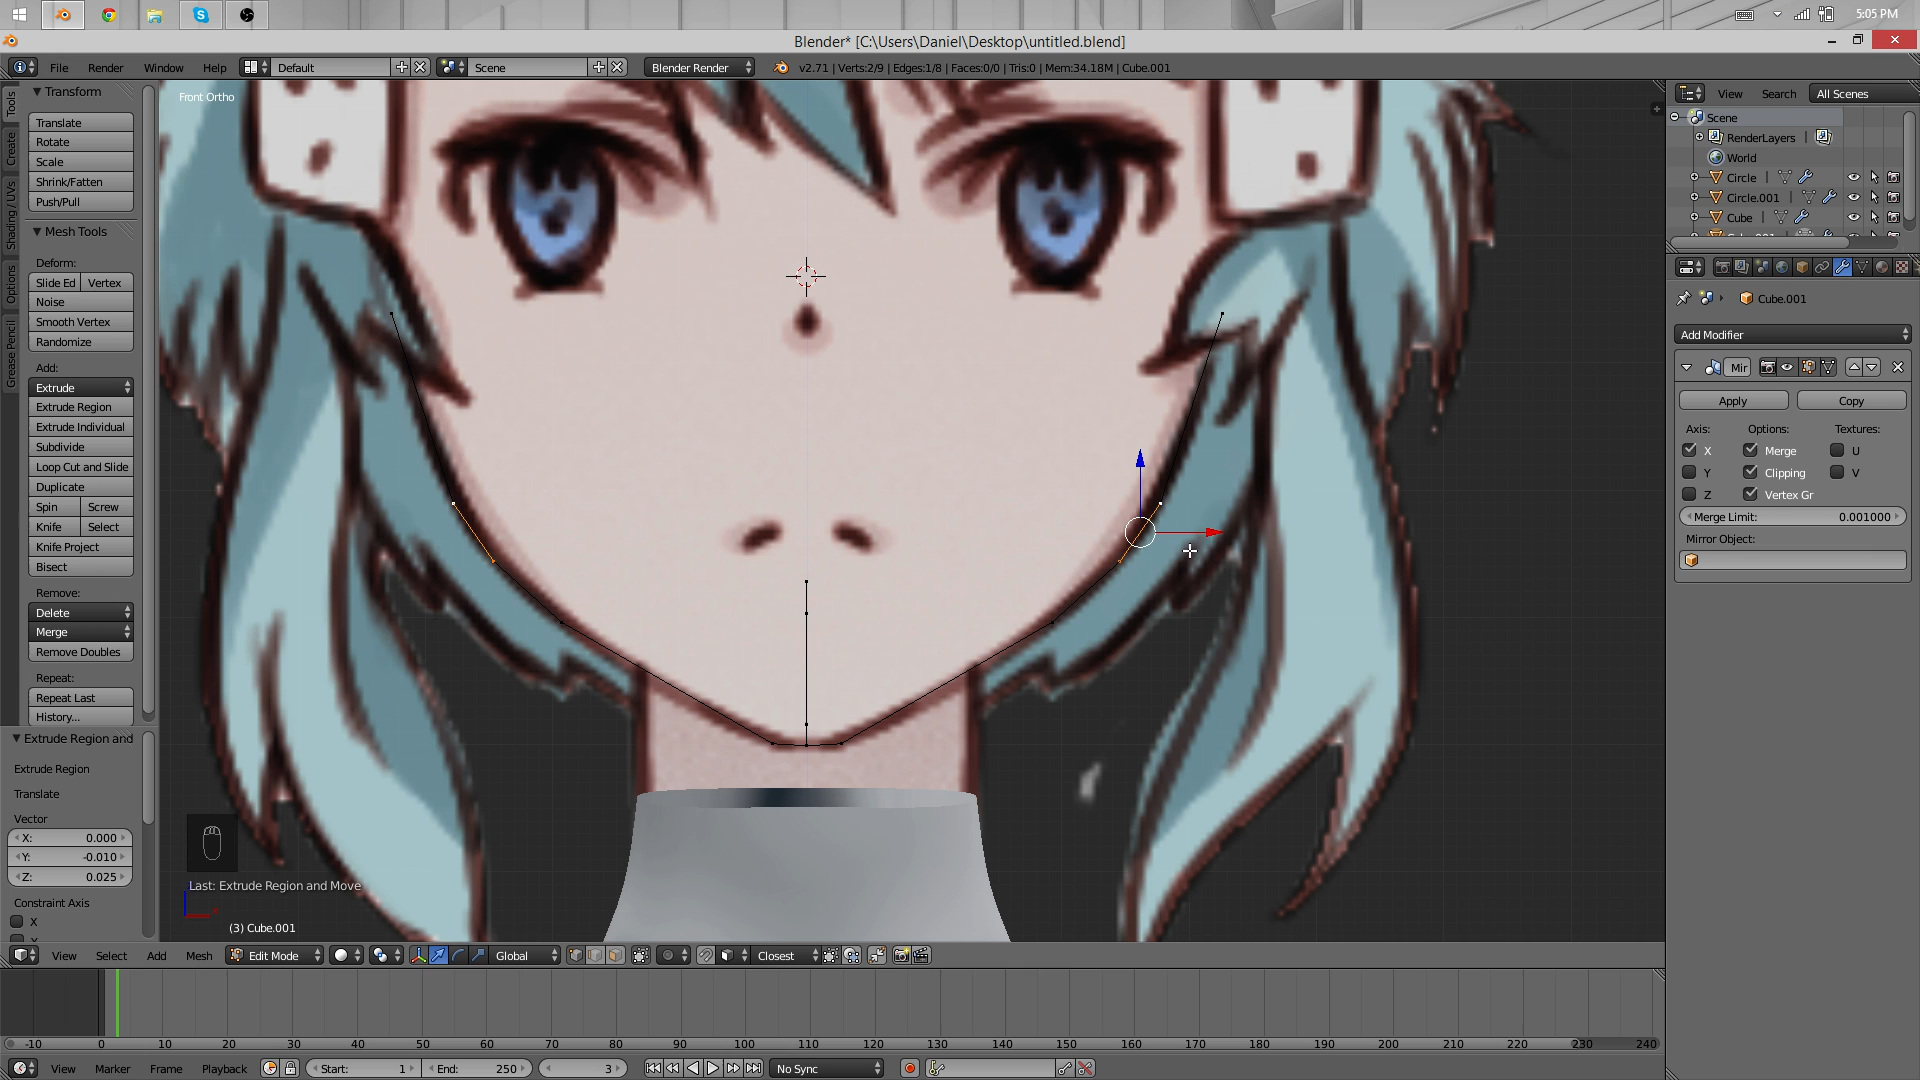 5:05 PM
Blender* [C:\Users\Daniel\Desktop\untitled.blend]
File Render Window Help Default Scene Blender Render v2.71 | Verts:2/9 | Edges:1/8 | Faces:0/0 | Tris:0 | Mem:34.18M | Cube.001
Tools
Create
Shading / UVs
Options
Grease Pencil
Transform
Translate
Rotate
Scale
Shrink/Fatten
Push/Pull
Mesh Tools
Deform:
Slide Ed Vertex
Noise
Smooth Vertex
Randomize
Add:
Extrude
Extrude Region
Extrude Individual
Subdivide
Loop Cut and Slide
Duplicate
Spin Screw
Knife Select
Knife Project
Bisect
Remove:
Delete
Merge
Remove Doubles
Repeat:
Repeat Last
History...
Extrude Region and
Extrude Region
Translate
Vector
X: 0.000
Y: -0.010
Z: 0.025
Constraint Axis
X
Front Ortho
Last: Extrude Region and Move
(3) Cube.001
View Search All Scenes
Scene
RenderLayers |
World
Circle
Circle.001
Cube
Cube.001
Add Modifier
Mir
Apply Copy
Axis: Options: Textures:
X Merge U
Y Clipping V
Z Vertex Gr
Merge Limit: 0.001000
Mirror Object:
View Select Add Mesh Edit Mode Global Closest
-10 0 10 20 30 40 50 60 70 80 90 100 110 120 130 140 150 160 170 180 190 200 210 220 230 240
View Marker Frame Playback Start: 1 End: 250 3 No Sync